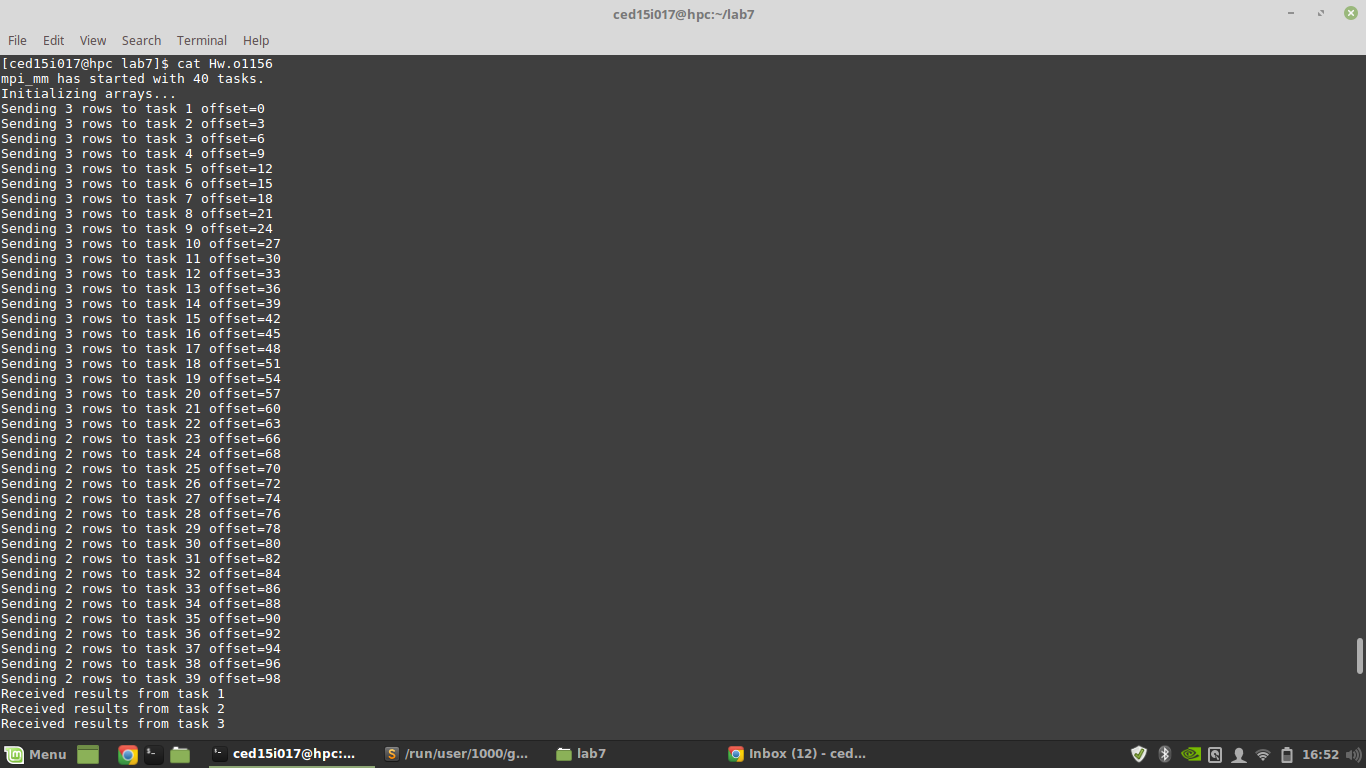 ced15i017@hpc:~/lab7
File Edit View Search Terminal Help
[ced15i017@hpc lab7]$ cat Hw.o1156
mpi_mm has started with 40 tasks.
Initializing arrays...
Sending 3 rows to task 1 offset=0
Sending 3 rows to task 2 offset=3
Sending 3 rows to task 3 offset=6
Sending 3 rows to task 4 offset=9
Sending 3 rows to task 5 offset=12
Sending 3 rows to task 6 offset=15
Sending 3 rows to task 7 offset=18
Sending 3 rows to task 8 offset=21
Sending 3 rows to task 9 offset=24
Sending 3 rows to task 10 offset=27
Sending 3 rows to task 11 offset=30
Sending 3 rows to task 12 offset=33
Sending 3 rows to task 13 offset=36
Sending 3 rows to task 14 offset=39
Sending 3 rows to task 15 offset=42
Sending 3 rows to task 16 offset=45
Sending 3 rows to task 17 offset=48
Sending 3 rows to task 18 offset=51
Sending 3 rows to task 19 offset=54
Sending 3 rows to task 20 offset=57
Sending 3 rows to task 21 offset=60
Sending 3 rows to task 22 offset=63
Sending 2 rows to task 23 offset=66
Sending 2 rows to task 24 offset=68
Sending 2 rows to task 25 offset=70
Sending 2 rows to task 26 offset=72
Sending 2 rows to task 27 offset=74
Sending 2 rows to task 28 offset=76
Sending 2 rows to task 29 offset=78
Sending 2 rows to task 30 offset=80
Sending 2 rows to task 31 offset=82
Sending 2 rows to task 32 offset=84
Sending 2 rows to task 33 offset=86
Sending 2 rows to task 34 offset=88
Sending 2 rows to task 35 offset=90
Sending 2 rows to task 36 offset=92
Sending 2 rows to task 37 offset=94
Sending 2 rows to task 38 offset=96
Sending 2 rows to task 39 offset=98
Received results from task 1
Received results from task 2
Received results from task 3
Menu ced15i017@hpc:... /run/user/1000/g... lab7 Inbox (12) - ced... 16:52